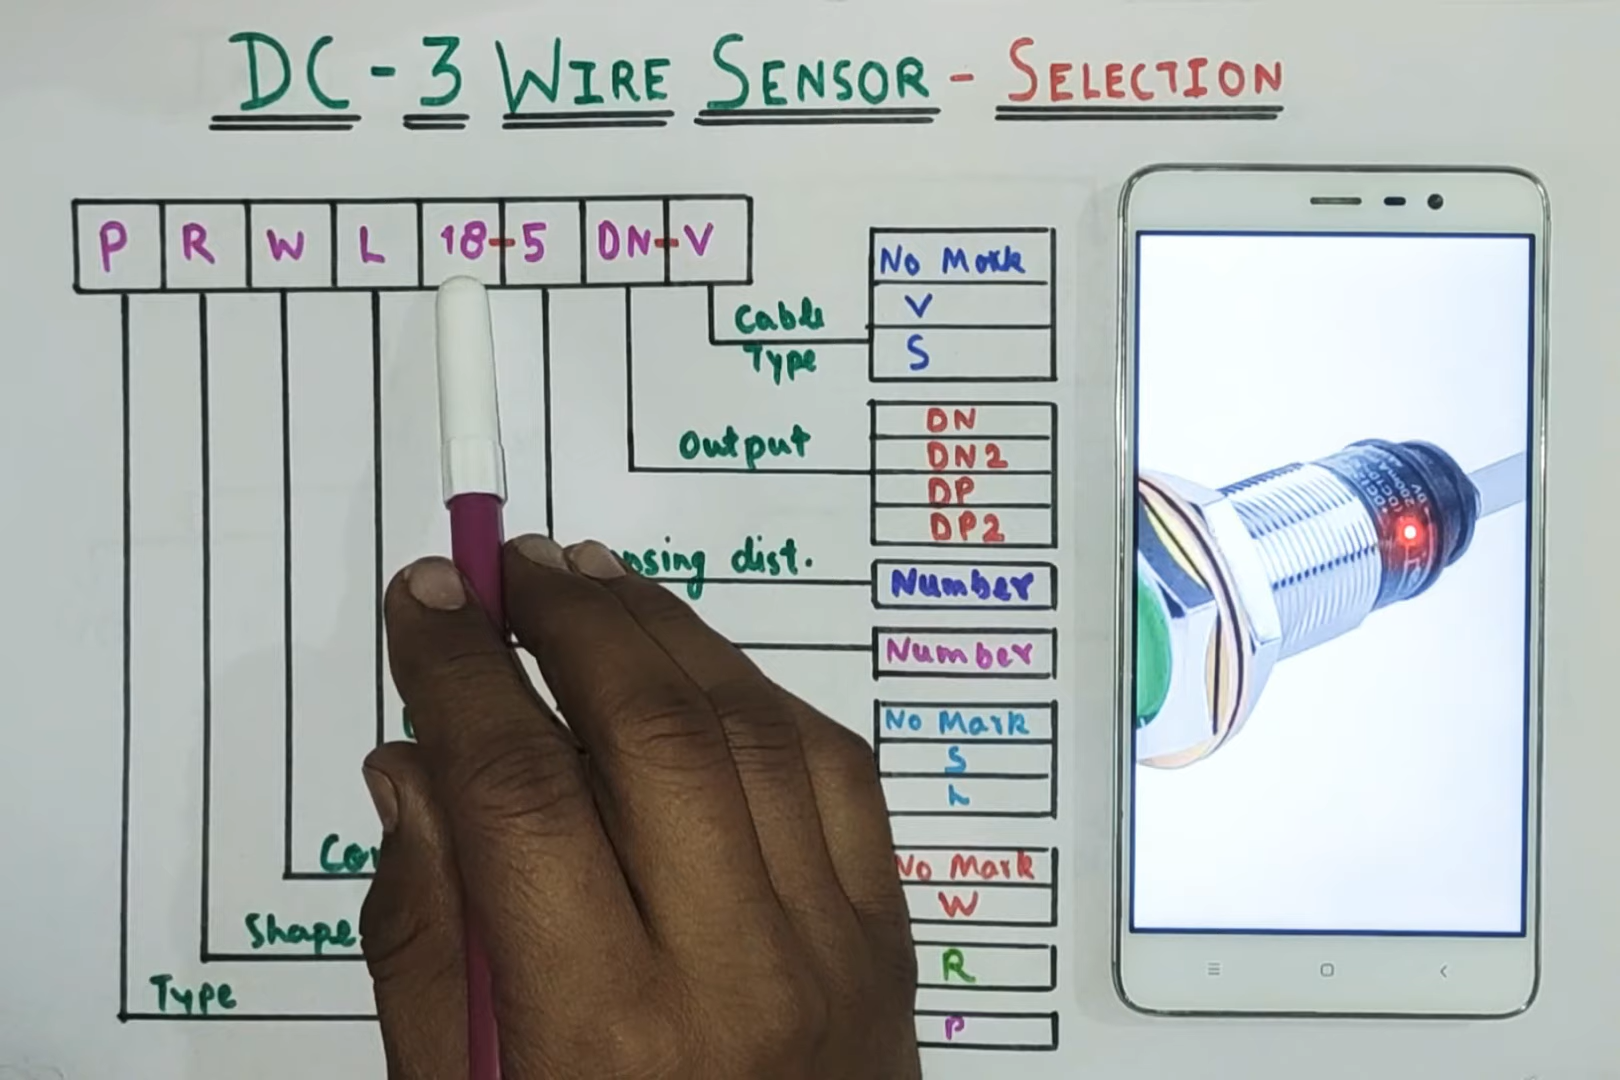 DC - 3 WIRE SENSOR - SELECTION
P R W L 18 - 5 DN - V
No Mark
V
Cable
Type
S
DN
Output
DN2
DP
DP2
dist.
Number
Number
No Mark
S
L
No Mark
W
Shape
R
Type
P